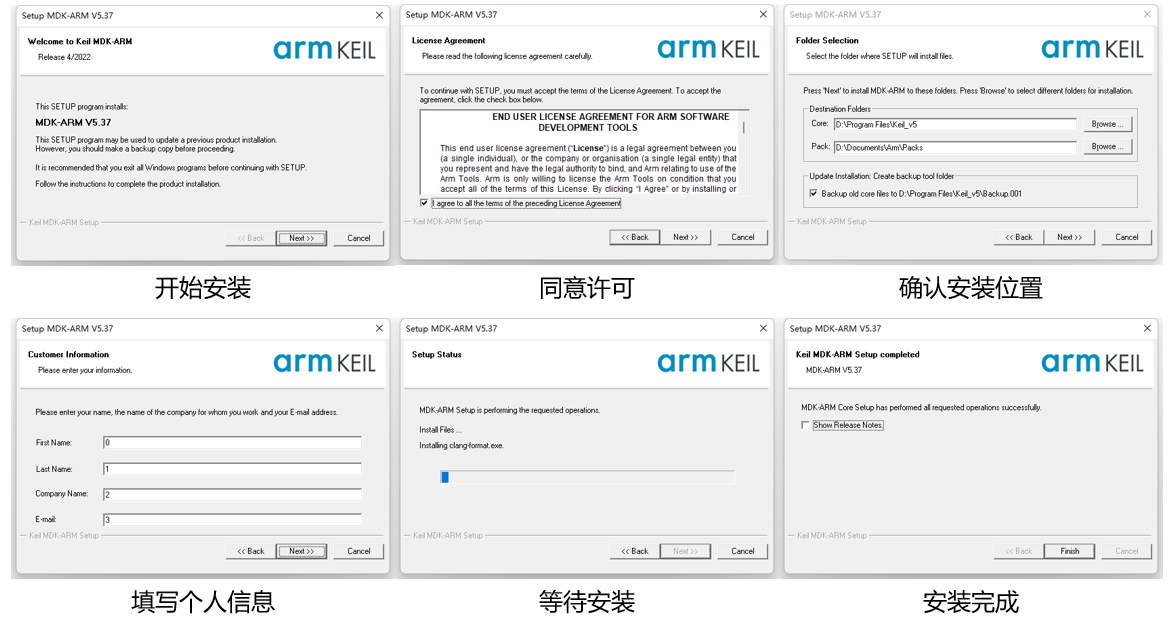 Setup MDK-ARM V5.37
Welcome to Keil MDK-ARM
Release 4/2022
arm KEIL
This SETUP program installs:
MDK-ARM V5.37
This SETUP program may be used to update a previous product installation.
However, you should make a backup copy before proceeding.
It is recommended that you exit all Windows programs before continuing with SETUP.
Follow the instructions to complete the product installation.
Keil MDK-ARM Setup
<< Back
Next >>
Cancel
开始安装
Setup MDK-ARM V5.37
License Agreement
Please read the following license agreement carefully.
arm KEIL
To continue with SETUP, you must accept the terms of the License Agreement. To accept the
agreement, click the check box below.
END USER LICENSE AGREEMENT FOR ARM SOFTWARE
DEVELOPMENT TOOLS
This end user license agreement ("License") is a legal agreement between you
(a single individual), or the company or organisation (a single legal entity) that
you represent and have the legal authority to bind, and Arm relating to use of the
Arm Tools. Arm is only willing to license the Arm Tools on condition that you
accept all of the terms of this License. By clicking "I Agree" or by installing or
I agree to all the terms of the preceding License Agreement
Keil MDK-ARM Setup
<< Back
Next >>
Cancel
同意许可
Setup MDK-ARM V5.37
Folder Selection
Select the folder where SETUP will install files.
arm KEIL
Press 'Next' to install MDK-ARM to these folders. Press 'Browse' to select different folders for installation.
Destination Folders
Core: D:\Program Files\Keil_v5 Browse ...
Pack: D:\Documents\Arm\Packs Browse ...
Update Installation: Create backup tool folder
Backup old core files to D:\Program Files\Keil_v5\Backup.001
Keil MDK-ARM Setup
<< Back
Next >>
Cancel
确认安装位置
Setup MDK-ARM V5.37
Customer Information
Please enter your information.
arm KEIL
Please enter your name, the name of the company for whom you work and your E-mail address.
First Name: 0
Last Name: 1
Company Name: 2
E-mail: 3
Keil MDK-ARM Setup
<< Back
Next >>
Cancel
填写个人信息
Setup MDK-ARM V5.37
Setup Status
arm KEIL
MDK-ARM Setup is performing the requested operations.
Install Files ...
Installing clang-format.exe.
Keil MDK-ARM Setup
<< Back
Next >>
Cancel
等待安装
Setup MDK-ARM V5.37
Keil MDK-ARM Setup completed
MDK-ARM V5.37
arm KEIL
MDK-ARM Core Setup has performed all requested operations successfully.
Show Release Notes.
Keil MDK-ARM Setup
<< Back
Finish
Cancel
安装完成